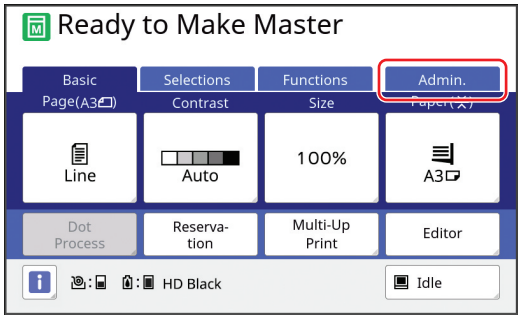 M Ready to Make Master
Basic Selections Functions Admin.
Page(A3) Contrast Size Paper()
Line Auto 100% A3
Dot Reserva- Multi-Up Editor
Process tion Print
i : : HD Black Idle